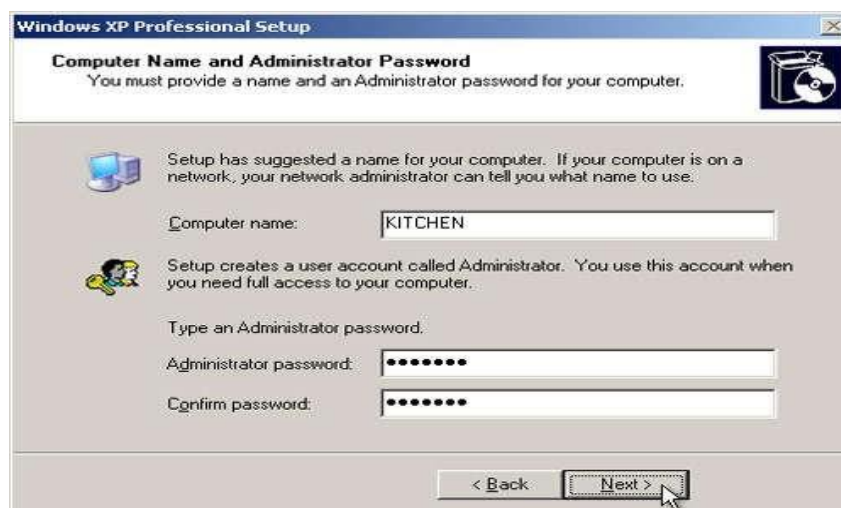 Windows XP Professional Setup
Computer Name and Administrator Password
You must provide a name and an Administrator password for your computer.
Setup has suggested a name for your computer.  If your computer is on a
network, your network administrator can tell you what name to use.
Computer name: KITCHEN
Setup creates a user account called Administrator.  You use this account when
you need full access to your computer.
Type an Administrator password.
Administrator password: •••••••
Confirm password: •••••••
< Back Next >